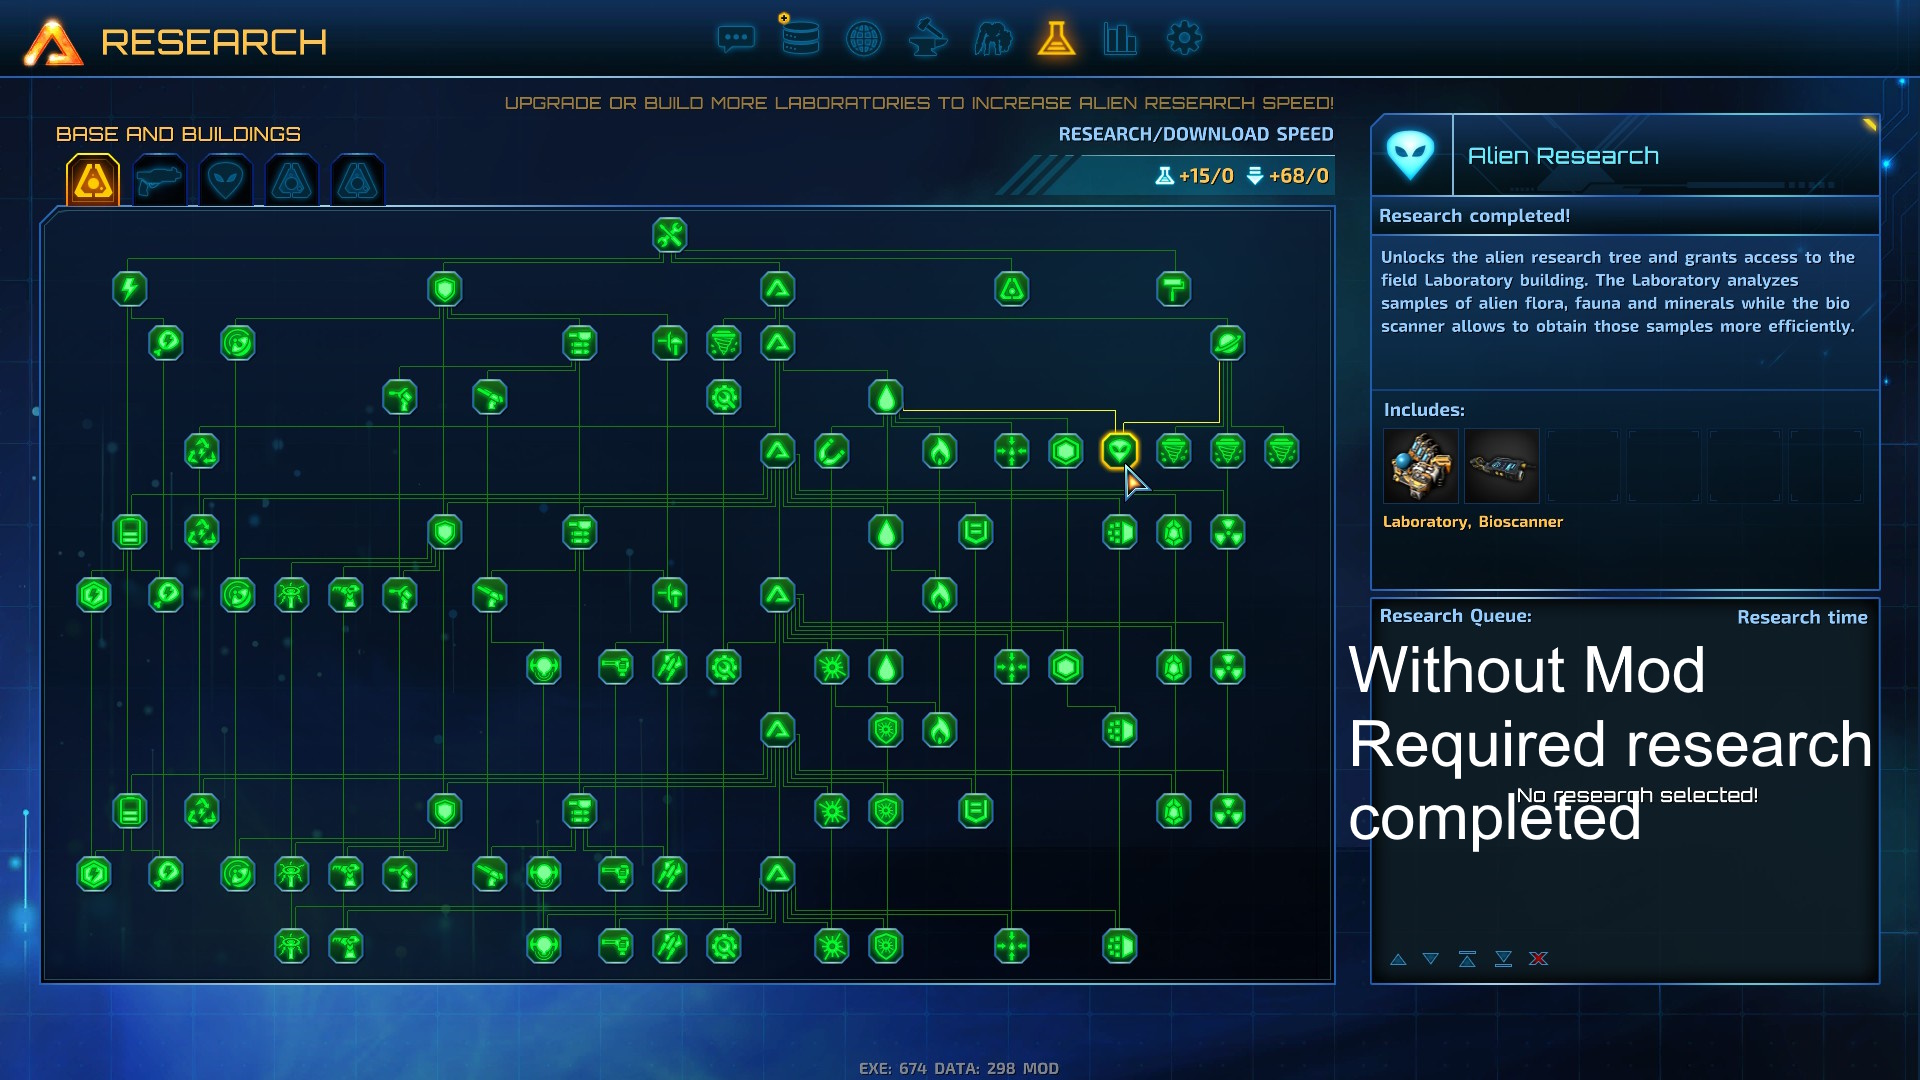 RESEARCH
UPGRADE OR BUILD MORE LABORATORIES TO INCREASE ALIEN RESEARCH SPEED!
BASE AND BUILDINGS
RESEARCH/DOWNLOAD SPEED
+15/0 +68/0
Alien Research
Research completed!
Unlocks the alien research tree and grants access to the
field Laboratory building. The Laboratory analyzes
samples of alien flora, fauna and minerals while the bio
scanner allows to obtain those samples more efficiently.
Includes:
Laboratory, Bioscanner
Research Queue:
Research time
Without Mod
Required research
completed
No research selected!
EXE: 674 DATA: 298 MOD